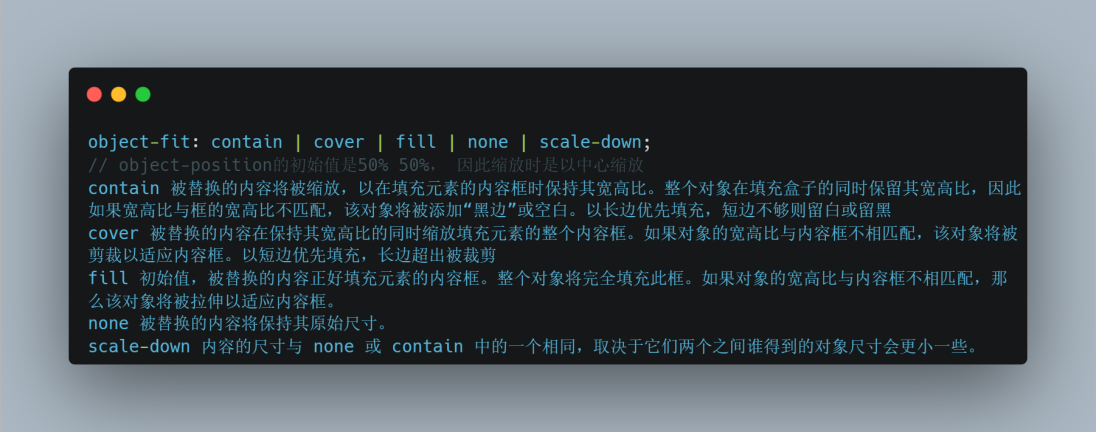 object-fit: contain | cover | fill | none | scale-down;
// object-position的初始值是50% 50%， 因此缩放时是以中心缩放
contain 被替换的内容将被缩放，以在填充元素的内容框时保持其宽高比。整个对象在填充盒子的同时保留其宽高比，因此
如果宽高比与框的宽高比不匹配，该对象将被添加“黑边”或空白。以长边优先填充，短边不够则留白或留黑
cover 被替换的内容在保持其宽高比的同时缩放填充元素的整个内容框。如果对象的宽高比与内容框不相匹配，该对象将被
剪裁以适应内容框。以短边优先填充，长边超出被裁剪
fill 初始值，被替换的内容正好填充元素的内容框。整个对象将完全填充此框。如果对象的宽高比与内容框不相匹配，那
么该对象将被拉伸以适应内容框。
none 被替换的内容将保持其原始尺寸。
scale-down 内容的尺寸与 none 或 contain 中的一个相同，取决于它们两个之间谁得到的对象尺寸会更小一些。